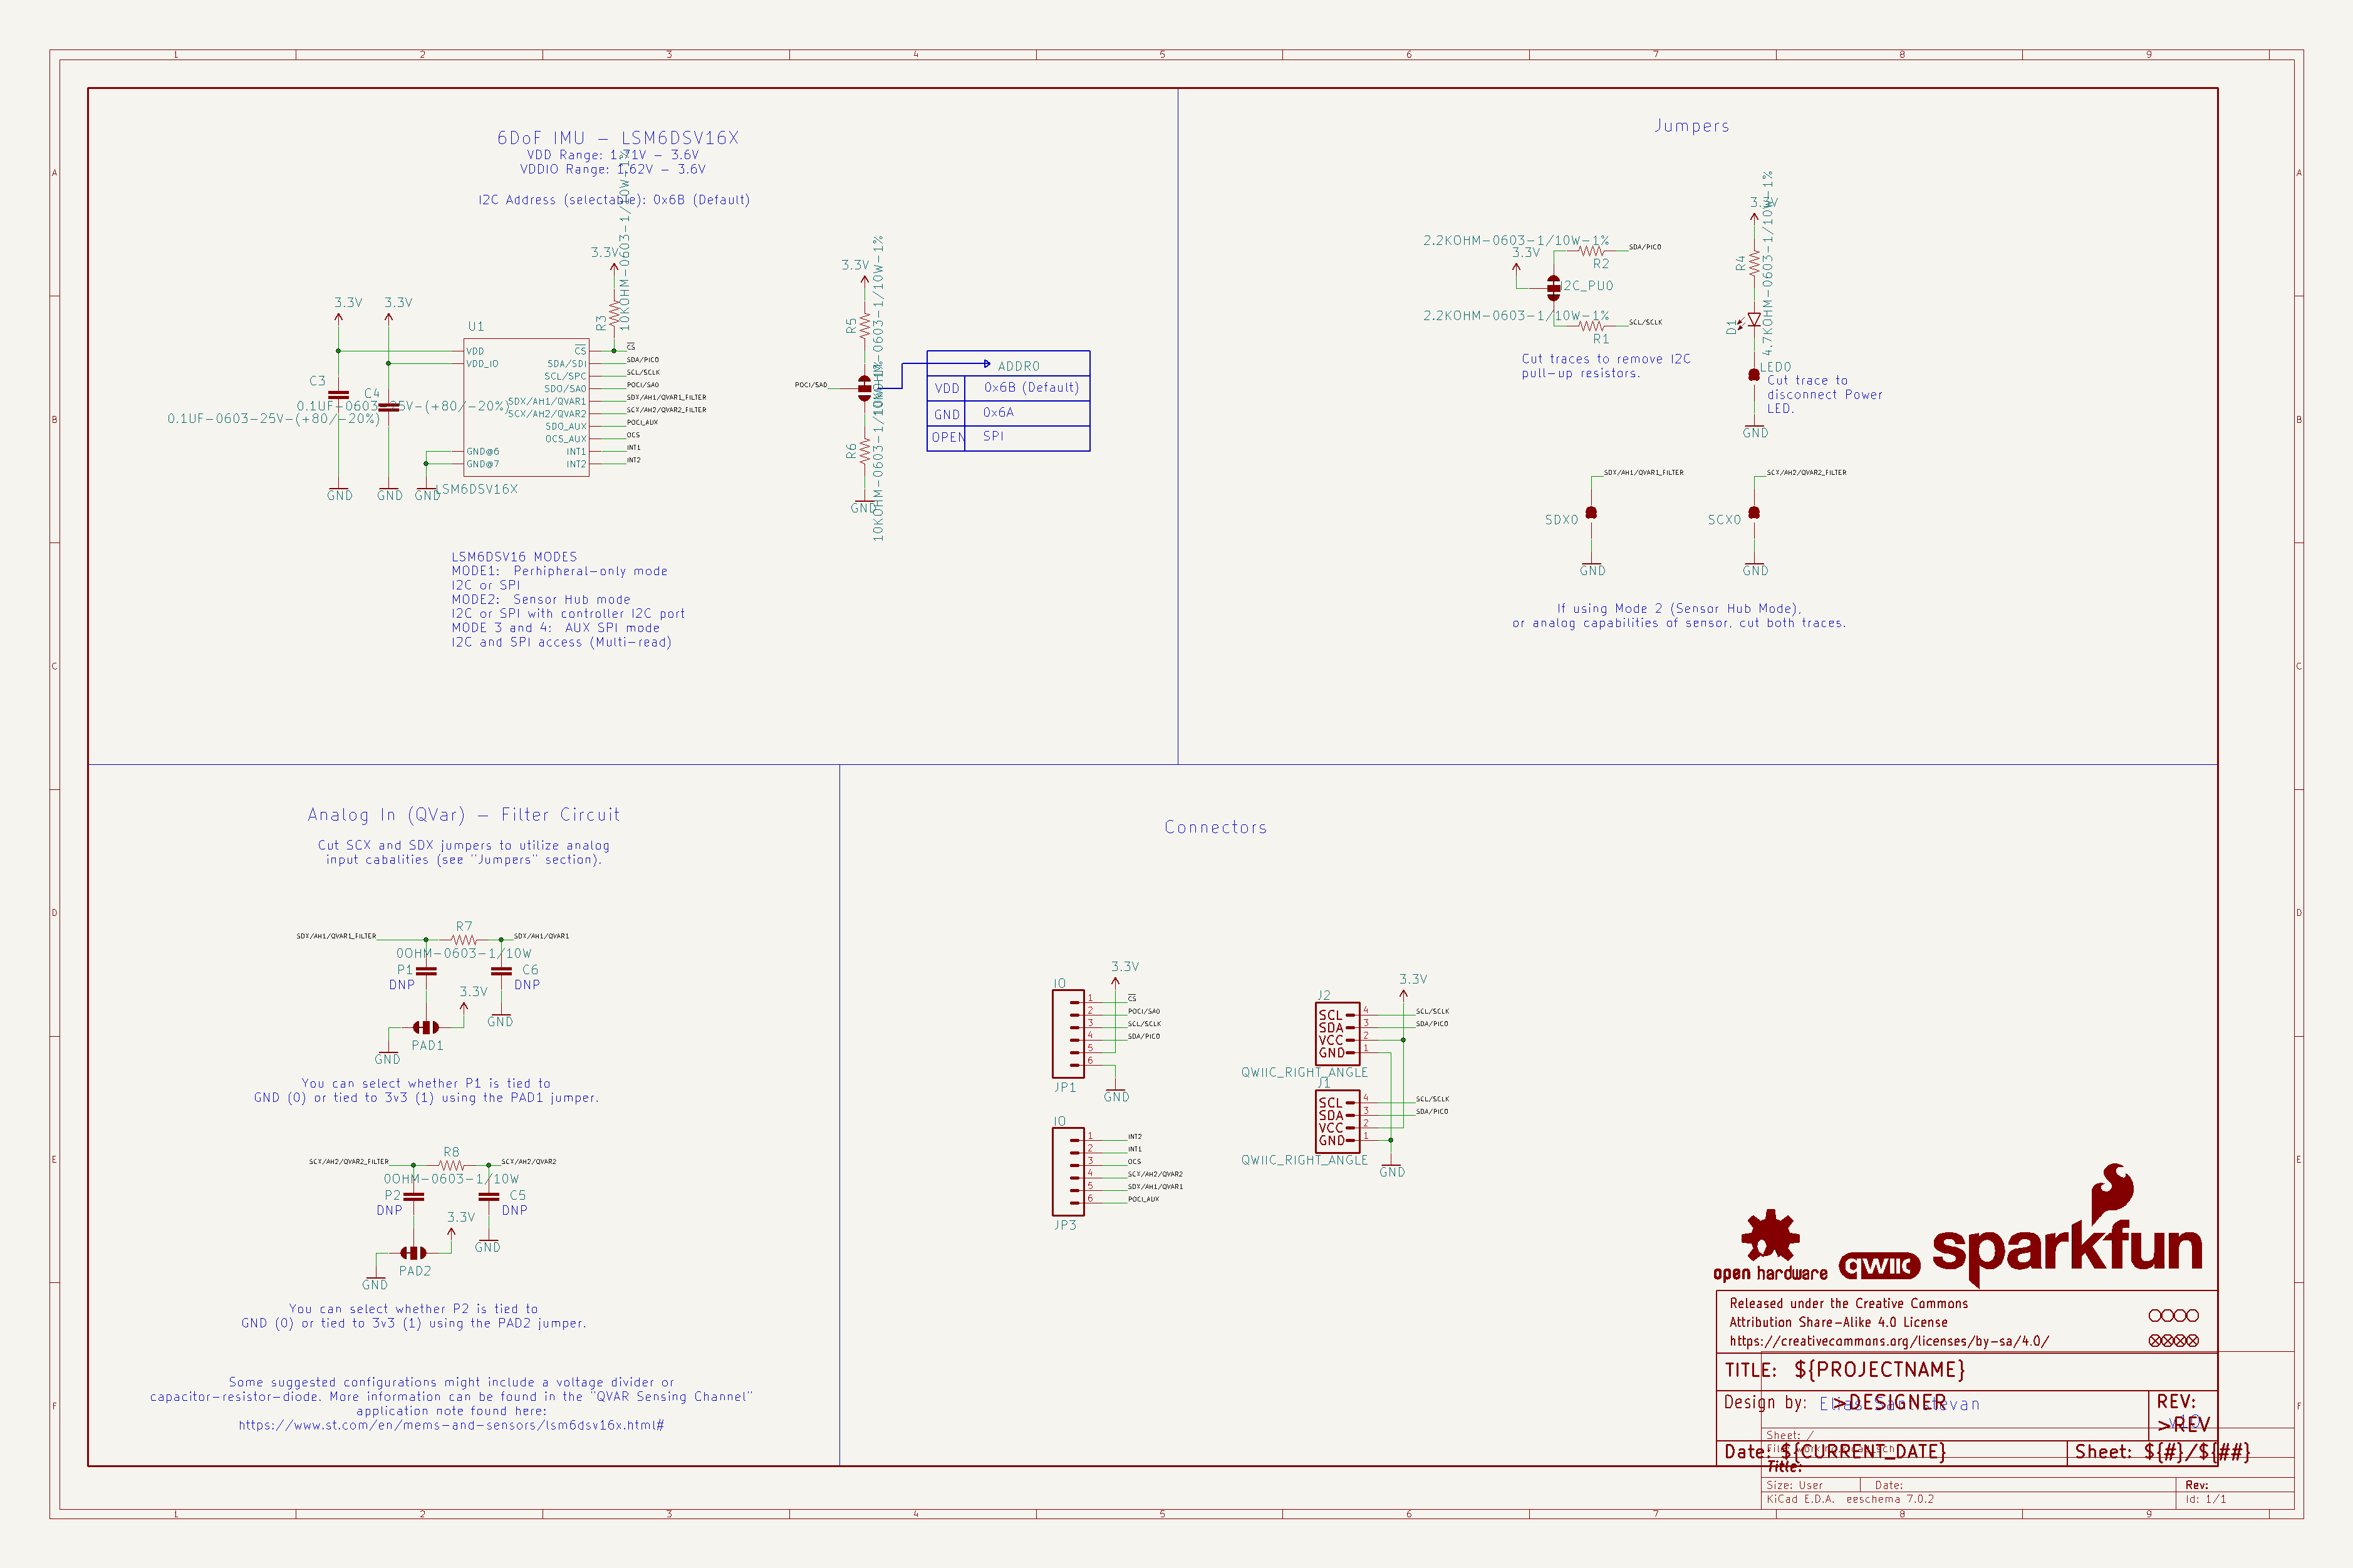 6DoF IMU - LSM6DSV16X
VDD Range: 1.71V - 3.6V
VDDIO Range: 1.62V - 3.6V
I2C Address (selectable): 0x6B (Default)
3.3V
R3
10KOHM-0603-1/10W-1%
3.3V
3.3V
C3
0.1UF-0603-25V-(+80/-20%)
C4
0.1UF-0603-25V-(+80/-20%)
GND
GND
GND
U1
VDD
VDD_IO
GND@6
GND@7
CS
SDA/SDI
SCL/SPC
SDO/SA0
SDX/AH1/QVAR1
SCX/AH2/QVAR2
SDO_AUX
OCS_AUX
INT1
INT2
LSM6DSV16X
CS
SDA/PICO
SCL/SCLK
POCI/SA0
SDX/AH1/QVAR1_FILTER
SCX/AH2/QVAR2_FILTER
POCI_AUX
OCS
INT1
INT2
3.3V
R5
10KOHM-0603-1/10W-1%
POCI/SA0
R6
10KOHM-0603-1/10W-1%
GND
ADDR0
VDD 0x6B (Default)
GND 0x6A
OPEN SPI
LSM6DSV16 MODES
MODE1:  Perhipheral-only mode
I2C or SPI
MODE2:  Sensor Hub mode
I2C or SPI with controller I2C port
MODE 3 and 4:  AUX SPI mode
I2C and SPI access (Multi-read)
Jumpers
2.2KOHM-0603-1/10W-1%
SDA/PICO
3.3V
R2
I2C_PU0
2.2KOHM-0603-1/10W-1%
SCL/SCLK
R1
Cut traces to remove I2C
pull-up resistors.
3.3V
R4
4.7KOHM-0603-1/10W-1%
D1
LED0
Cut trace to
disconnect Power
LED.
GND
SDX/AH1/QVAR1_FILTER
SDX0
GND
SCX/AH2/QVAR2_FILTER
SCX0
GND
If using Mode 2 (Sensor Hub Mode),
or analog capabilities of sensor, cut both traces.
Analog In (QVar) - Filter Circuit
Cut SCX and SDX jumpers to utilize analog
input cabalities (see "Jumpers" section).
R7
SDX/AH1/QVAR1_FILTER
SDX/AH1/QVAR1
0OHM-0603-1/10W
P1
DNP
C6
DNP
3.3V
GND
PAD1
GND
You can select whether P1 is tied to
GND (0) or tied to 3v3 (1) using the PAD1 jumper.
R8
SCX/AH2/QVAR2_FILTER
SCX/AH2/QVAR2
0OHM-0603-1/10W
P2
DNP
C5
DNP
3.3V
GND
PAD2
GND
You can select whether P2 is tied to
GND (0) or tied to 3v3 (1) using the PAD2 jumper.
Some suggested configurations might include a voltage divider or
capacitor-resistor-diode. More information can be found in the "QVAR Sensing Channel"
application note found here:
https://www.st.com/en/mems-and-sensors/lsm6dsv16x.html#
Connectors
3.3V
IO
1 CS
2 POCI/SA0
3 SCL/SCLK
4 SDA/PICO
5
6
JP1
GND
IO
1 INT2
2 INT1
3 OCS
4 SCX/AH2/QVAR2
5 SDX/AH1/QVAR1
6 POCI_AUX
JP3
3.3V
J2
SCL 4 SCL/SCLK
SDA 3 SDA/PICO
VCC 2
GND 1
QWIIC_RIGHT_ANGLE
J1
SCL 4 SCL/SCLK
SDA 3 SDA/PICO
VCC 2
GND 1
QWIIC_RIGHT_ANGLE
GND
open hardware
qwiic
sparkfun
Released under the Creative Commons
Attribution Share-Alike 4.0 License
https://creativecommons.org/licenses/by-sa/4.0/
TITLE: ${PROJECTNAME}
Design by: >DESIGNER
REV:
>REV
Date: ${CURRENT_DATE}
Sheet: ${#}/${##}
Sheet: /
Title:
Size: User
Date:
Rev:
KiCad E.D.A.  eeschema 7.0.2
Id: 1/1
1 2 3 4 5 6 7 8 9
A B C D E F
A B C D E F
1 2 3 4 5 6 7 8 9